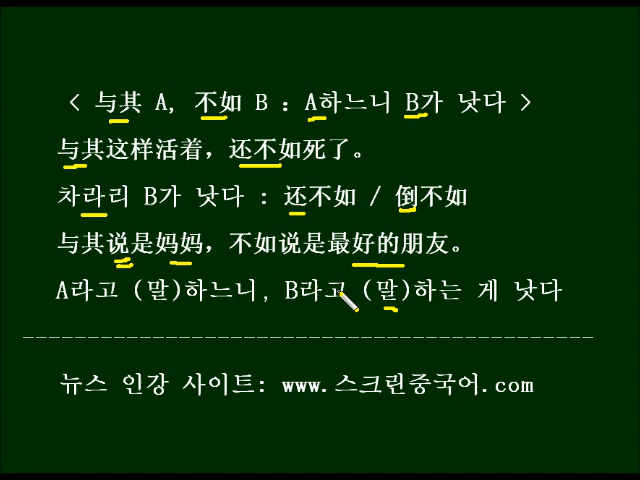 < 与其 A, 不如 B : A하느니 B가 낫다 >
与其这样活着，还不如死了。
차라리 B가 낫다 : 还不如 / 倒不如
与其说是妈妈，不如说是最好的朋友。
A라고 (말)하느니, B라고 (말)하는 게 낫다
뉴스 인강 사이트: www.스크린중국어.com